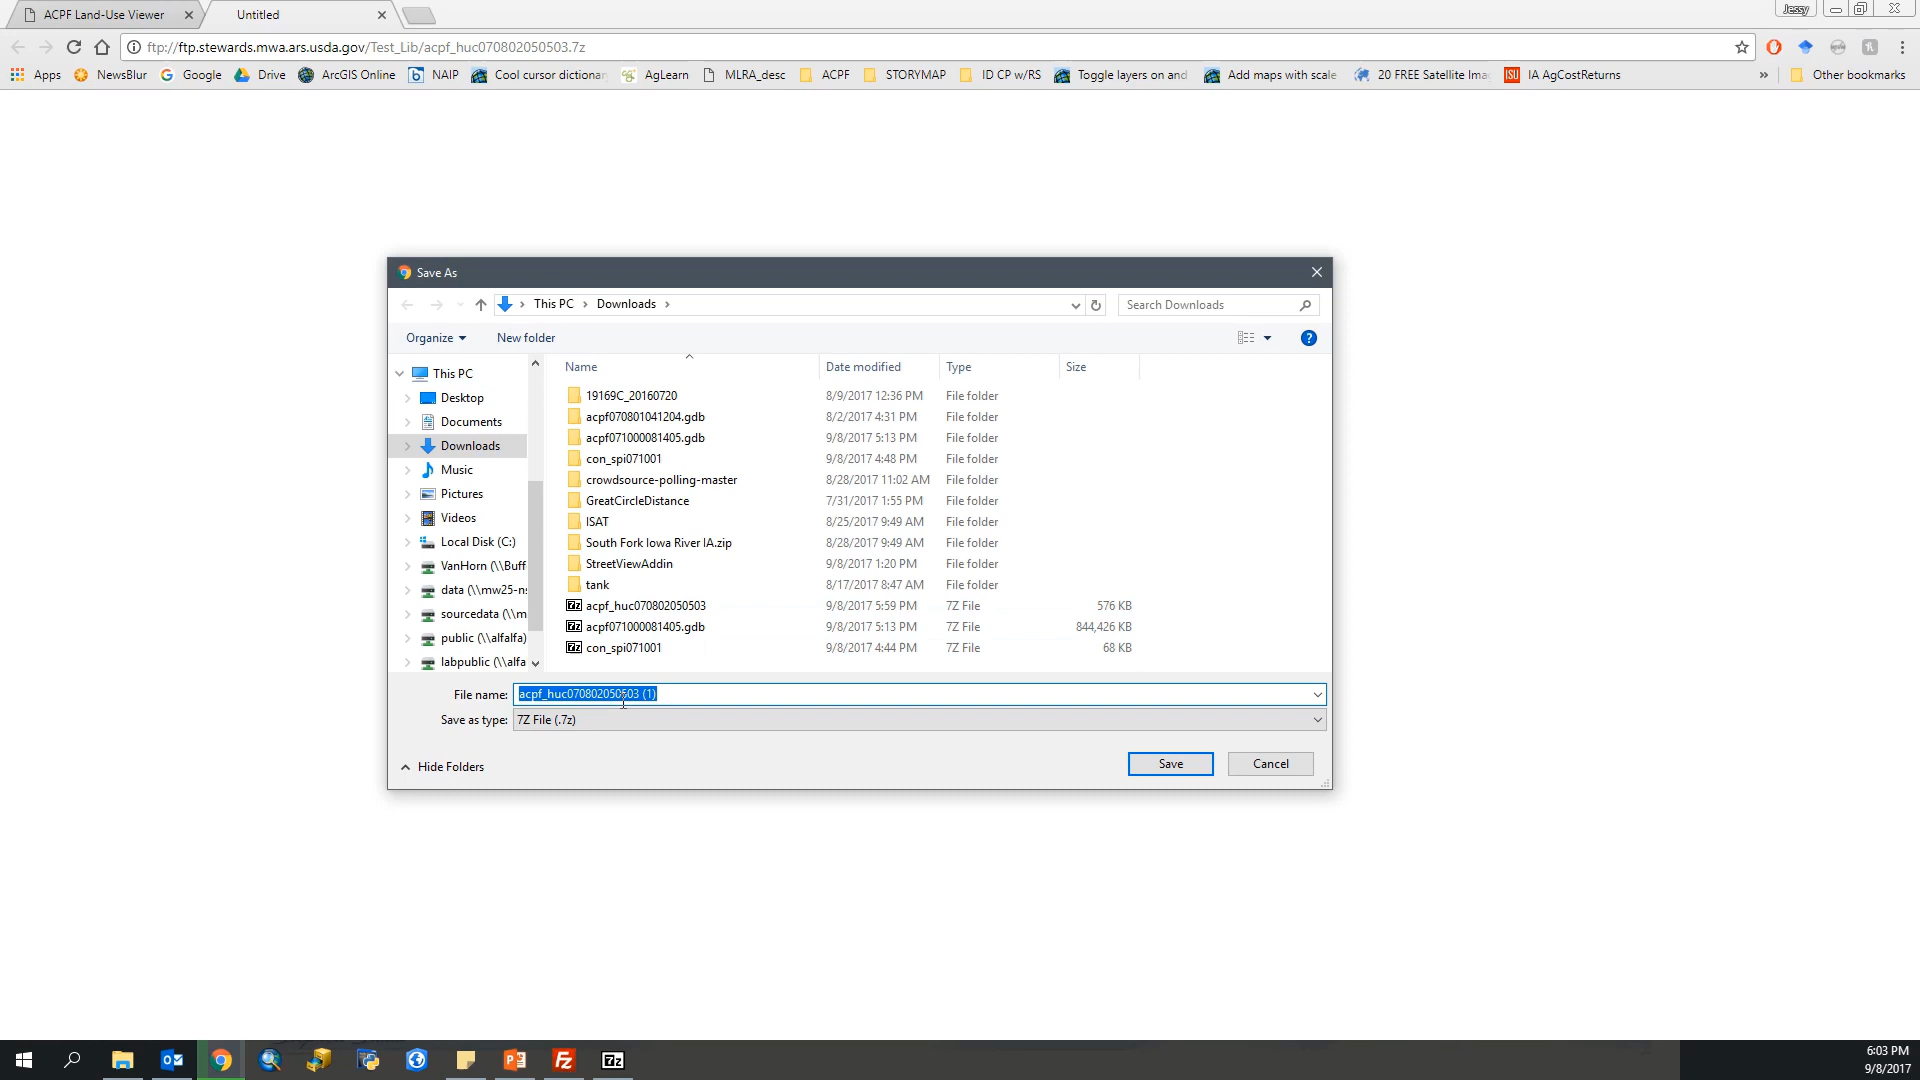 ACPF Land-Use Viewer
Untitled
Jessy
ftp://ftp.stewards.mwa.ars.usda.gov/Test_Lib/acpf_huc070802050503.7z
Apps NewsBlur Google Drive ArcGIS Online NAIP Cool cursor dictionar AgLearn MLRA_desc ACPF STORYMAP ID CP w/RS Toggle layers on and Add maps with scale 20 FREE Satellite Ima ISU IA AgCostReturns » Other bookmarks
Save As
This PC > Downloads >
Search Downloads
Organize New folder
Name Date modified Type Size
This PC
Desktop
Documents
Downloads
Music
Pictures
Videos
Local Disk (C:)
VanHorn (\\Buff
data (\\mw25-n
sourcedata (\\m
public (\\alfalfa)
labpublic (\\alfa
19169C_20160720 8/9/2017 12:36 PM File folder
acpf070801041204.gdb 8/2/2017 4:31 PM File folder
acpf071000081405.gdb 9/8/2017 5:13 PM File folder
con_spi071001 9/8/2017 4:48 PM File folder
crowdsource-polling-master 8/28/2017 11:02 AM File folder
GreatCircleDistance 7/31/2017 1:55 PM File folder
ISAT 8/25/2017 9:49 AM File folder
South Fork Iowa River IA.zip 8/28/2017 9:49 AM File folder
StreetViewAddin 9/8/2017 1:20 PM File folder
tank 8/17/2017 8:47 AM File folder
7z acpf_huc070802050503 9/8/2017 5:59 PM 7Z File 576 KB
7z acpf071000081405.gdb 9/8/2017 5:13 PM 7Z File 844,426 KB
7z con_spi071001 9/8/2017 4:44 PM 7Z File 68 KB
File name: acpf_huc070802050503 (1)
Save as type: 7Z File (.7z)
Hide Folders
Save Cancel
6:03 PM
9/8/2017